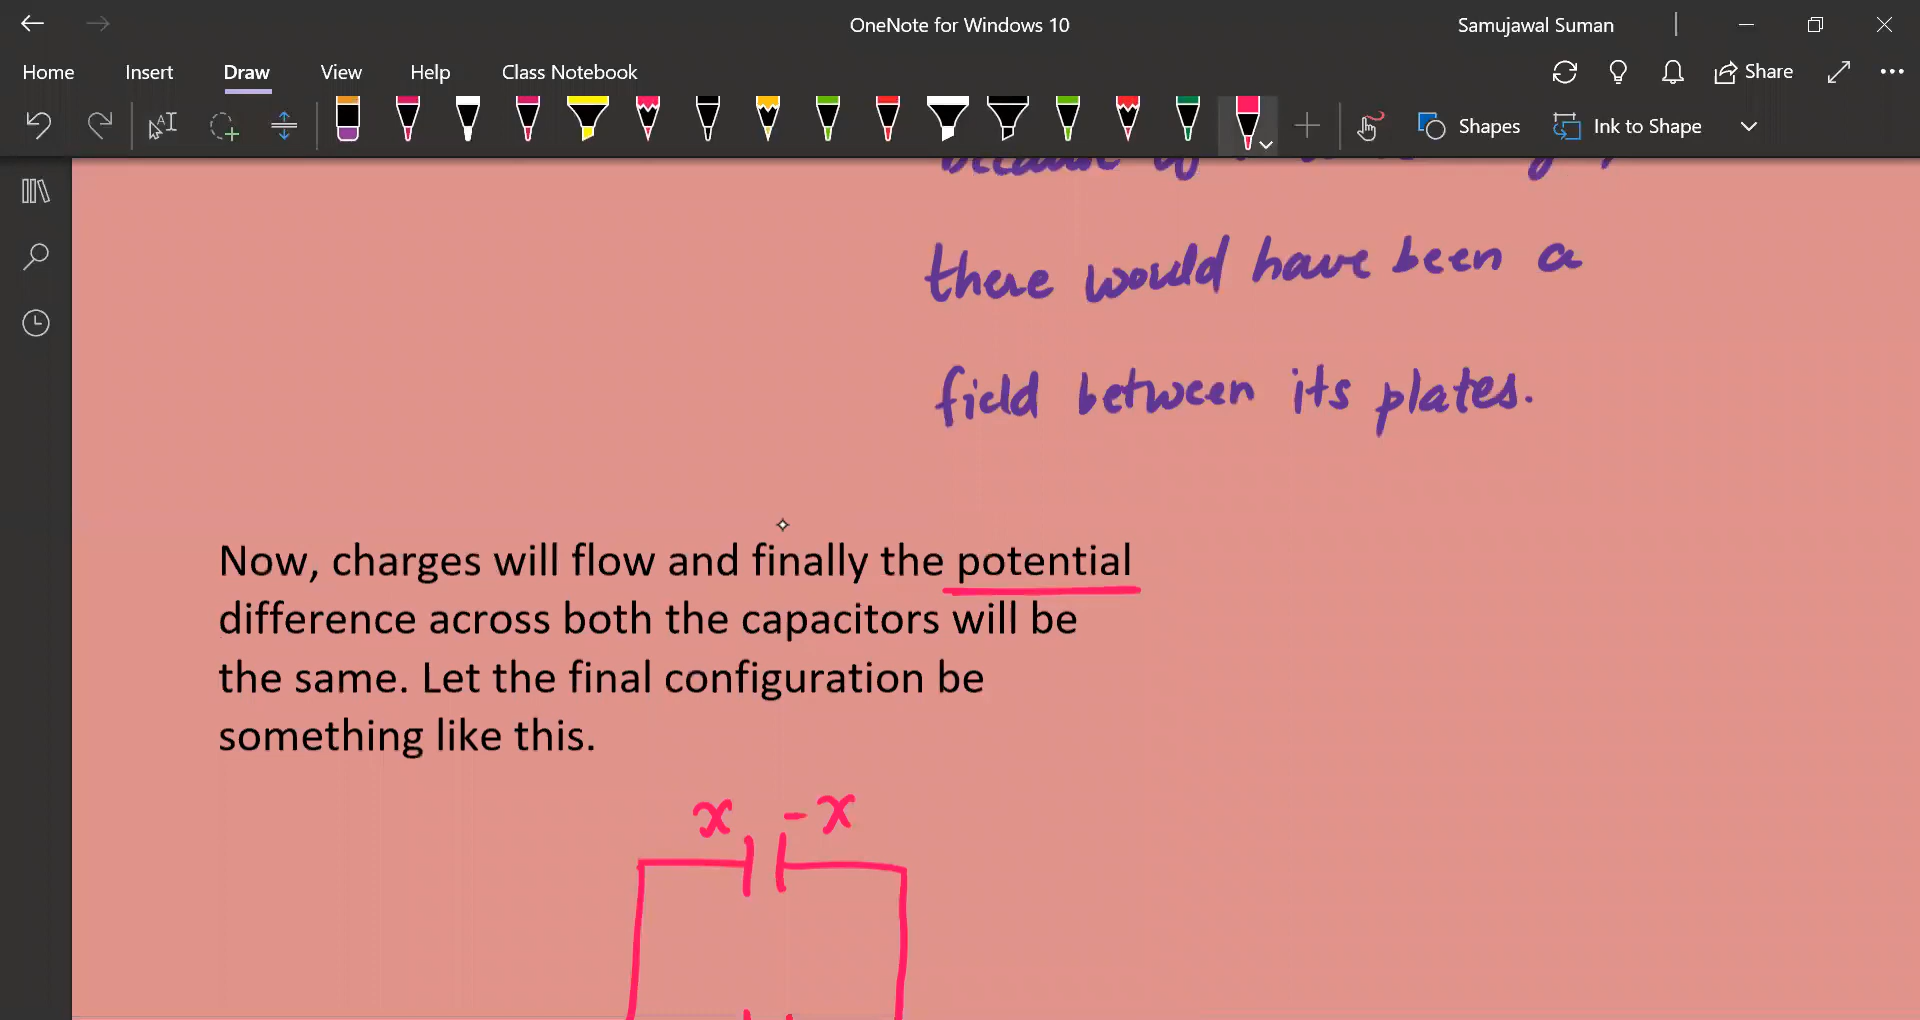 OneNote for Windows 10
Samujawal Suman
Home Insert Draw View Help Class Notebook
Share
Shapes Ink to Shape
because of
there would have been a
field between its plates.
Now, charges will flow and finally the potential
difference across both the capacitors will be
the same. Let the final configuration be
something like this.
x -x